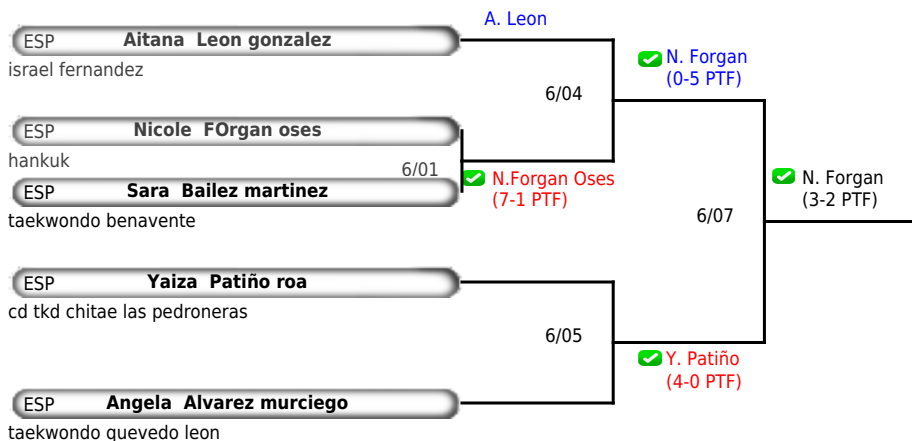 A. Leon
ESP Aitana Leon gonzalez
israel fernandez
N. Forgan
(0-5 PTF)
6/04
ESP Nicole FOrgan oses
hankuk
6/01
N.Forgan Oses
(7-1 PTF)
ESP Sara Bailez martinez
taekwondo benavente
N. Forgan
(3-2 PTF)
6/07
ESP Yaiza Patiño roa
cd tkd chitae las pedroneras
6/05
Y. Patiño
(4-0 PTF)
ESP Angela Alvarez murciego
taekwondo quevedo leon